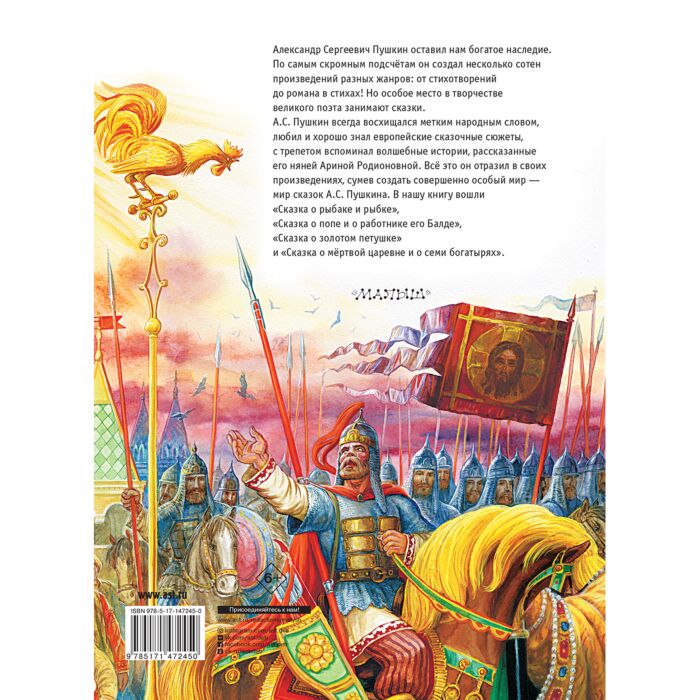 Александр Сергеевич Пушкин оставил нам богатое наследие.
По самым скромным подсчётам он создал несколько сотен
произведений разных жанров: от стихотворений
до романа в стихах! Но особое место в творчестве
великого поэта занимают сказки.
А.С. Пушкин всегда восхищался метким народным словом,
любил и хорошо знал европейские сказочные сюжеты,
с трепетом вспоминал волшебные истории, рассказанные
его няней Ариной Родионовной. Всё это он отразил в своих
произведениях, сумев создать совершенно особый мир —
мир сказок А.С. Пушкина. В нашу книгу вошли
«Сказка о рыбаке и рыбке»,
«Сказка о попе и о работнике его Балде»,
«Сказка о золотом петушке»
и «Сказка о мёртвой царевне и о семи богатырях».
«МАЛЫШ»
6+
www.ast.ru
ISBN 978-5-17-147245-0
9 785171 472450
Присоединяйтесь к нам!